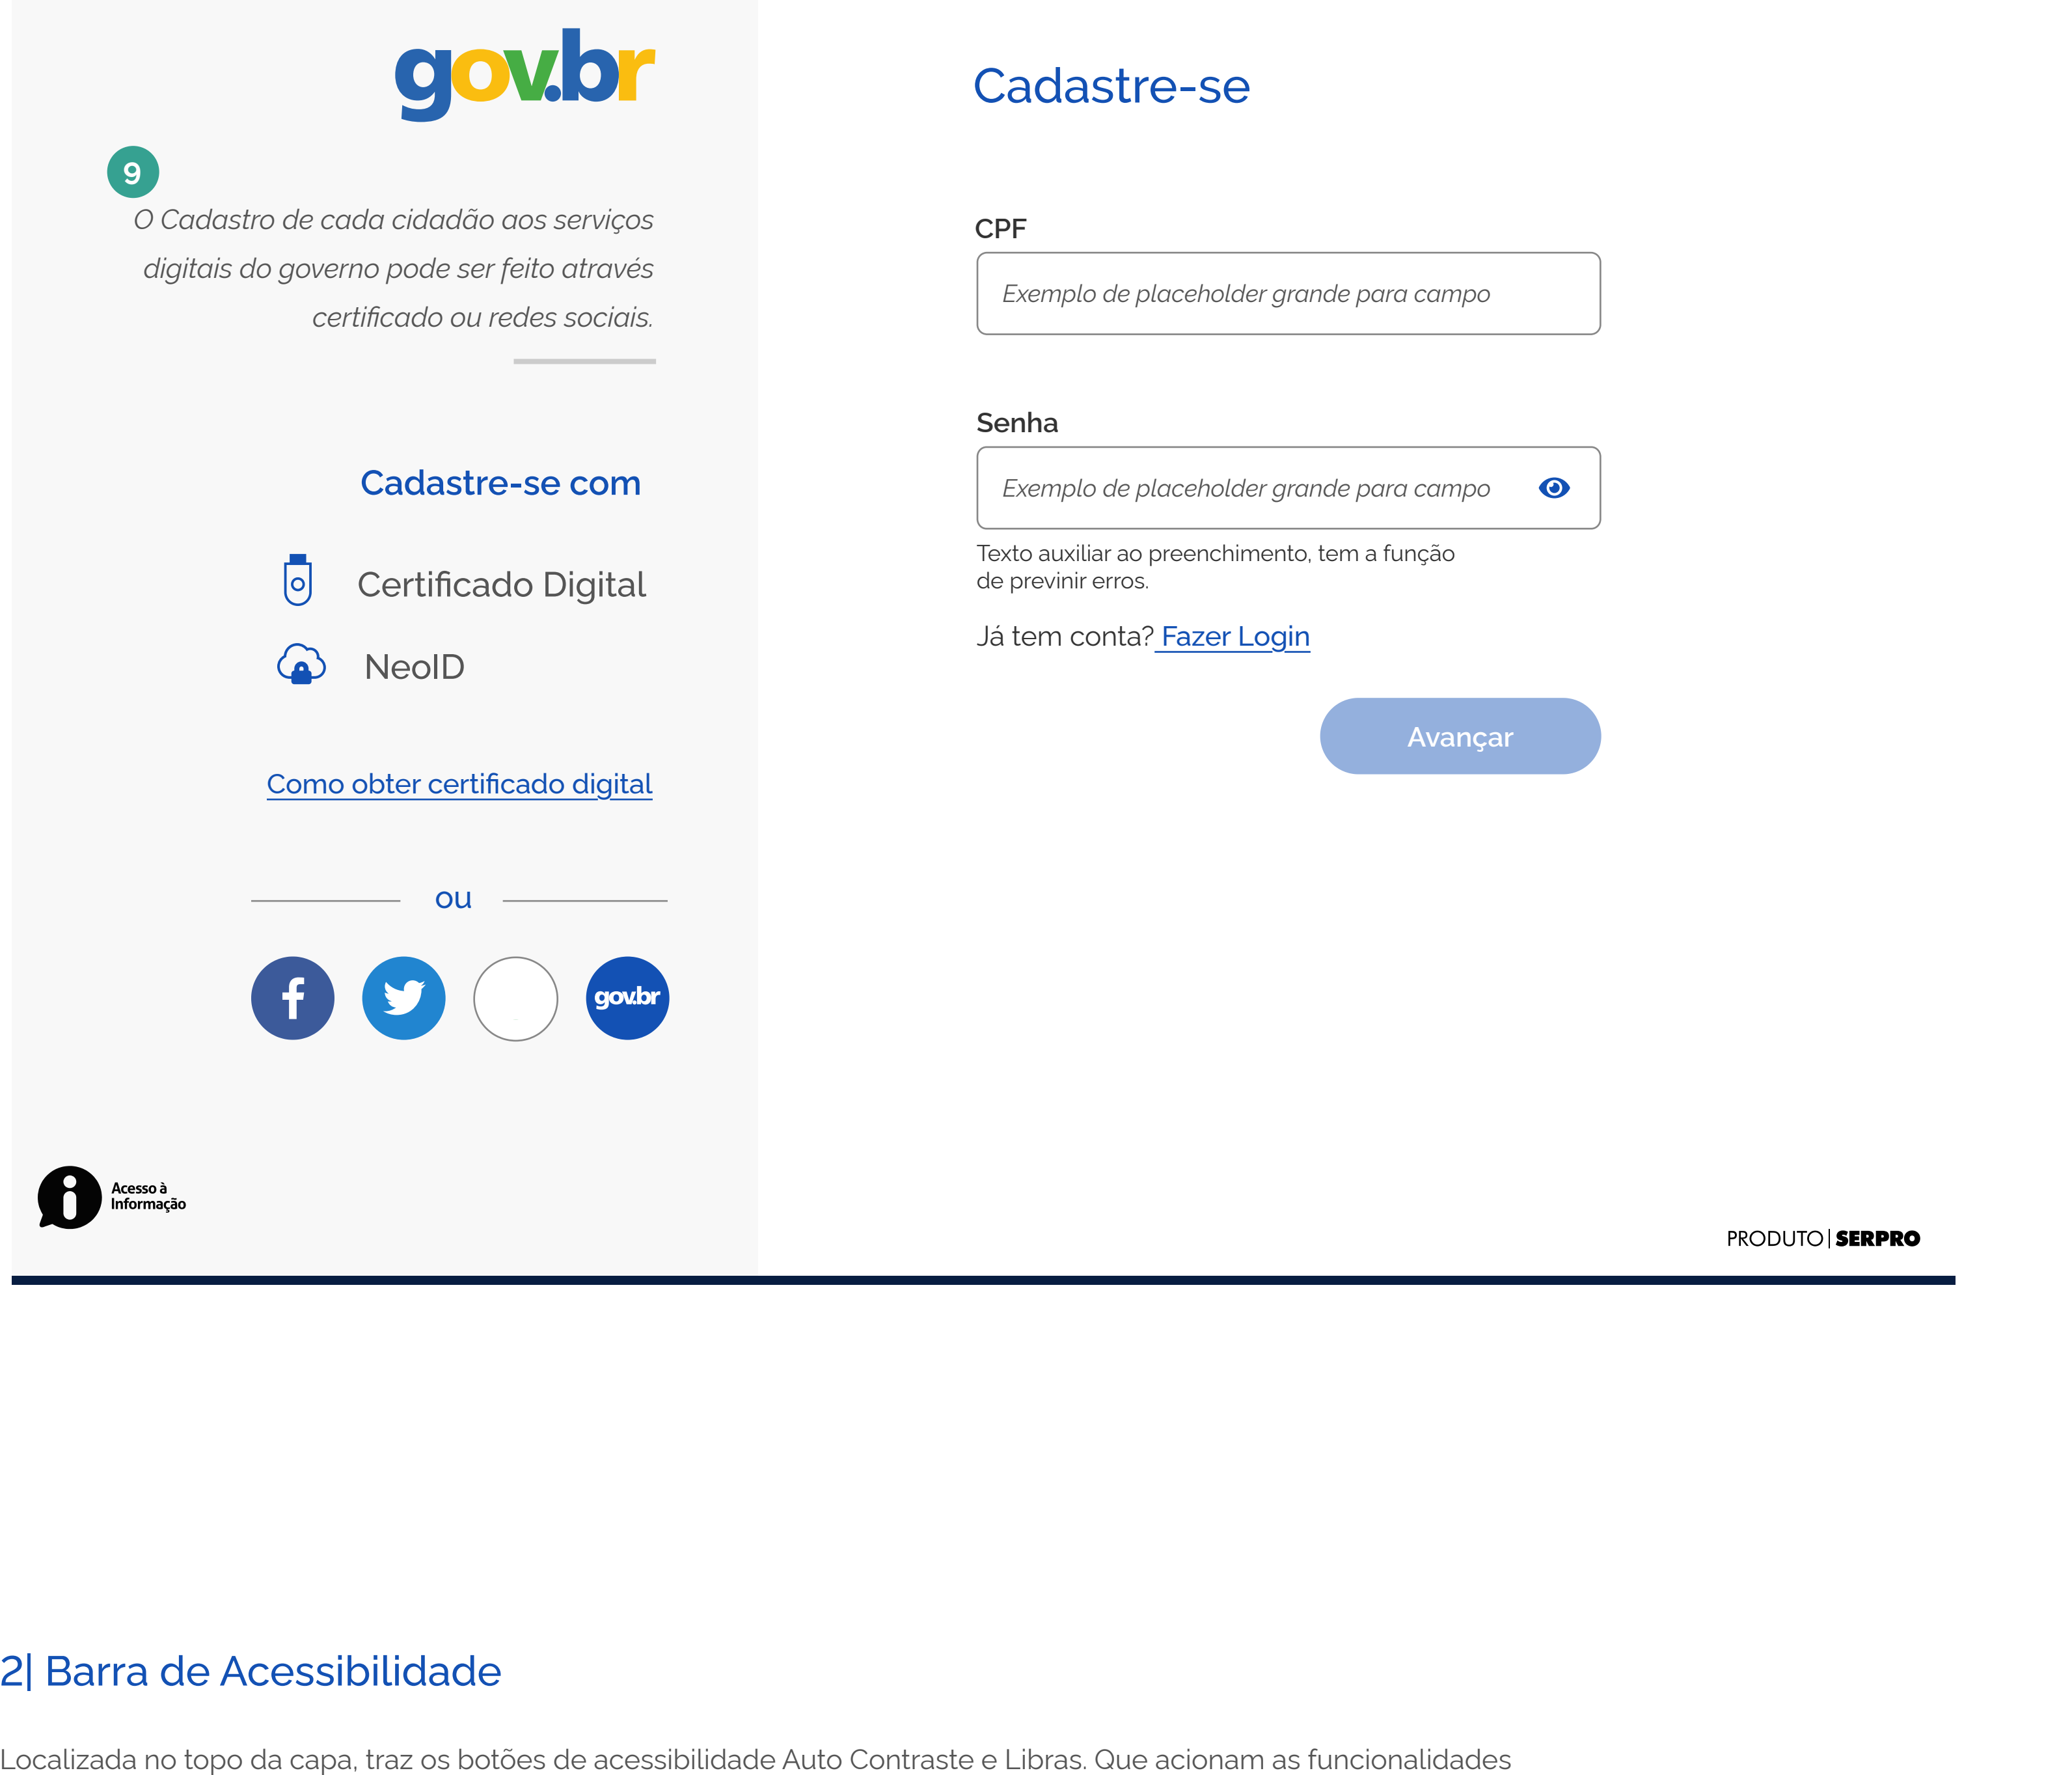 gov.br
9
O Cadastro de cada cidadão aos serviços
digitais do governo pode ser feito através
certificado ou redes sociais.
Cadastre-se com
Certificado Digital
NeoID
Como obter certificado digital
ou
f
gov.br
Acesso à
Informação
Cadastre-se
CPF
Exemplo de placeholder grande para campo
Senha
Exemplo de placeholder grande para campo
Texto auxiliar ao preenchimento, tem a função
de previnir erros.
Já tem conta? Fazer Login
Avançar
PRODUTO | SERPRO
2| Barra de Acessibilidade
Localizada no topo da capa, traz os botões de acessibilidade Auto Contraste e Libras. Que acionam as funcionalidades